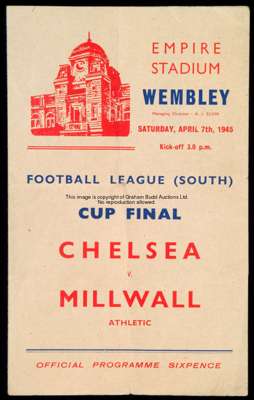 EMPIRE
STADIUM
WEMBLEY
Managing Director - A. J. ELVIN
SATURDAY, APRIL 7th, 1945
Kick-off 3.0 p.m.
FOOTBALL LEAGUE (SOUTH)
This image is copyright of Graham Budd Auctions Ltd.
No reproduction allowed.
CUP FINAL
CHELSEA
v.
MILLWALL
ATHLETIC
OFFICIAL PROGRAMME SIXPENCE